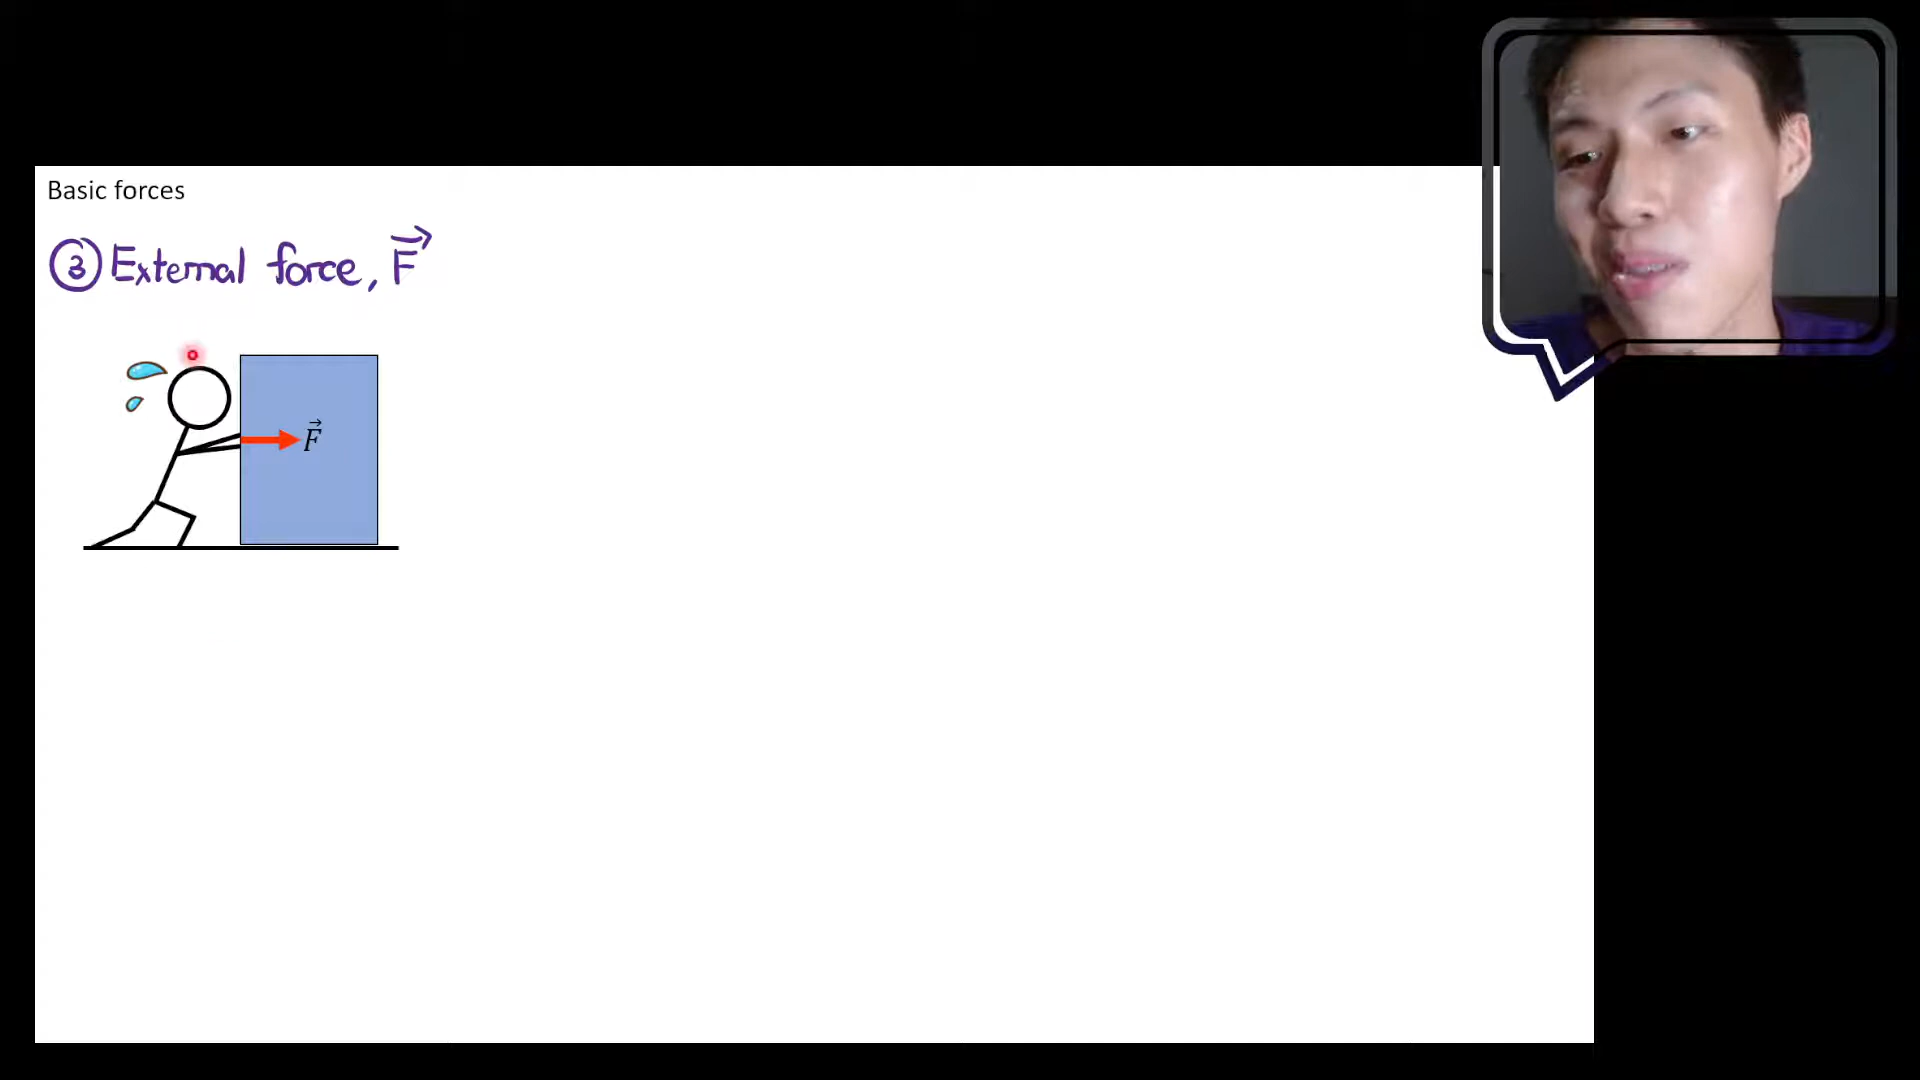 Basic forces
③ External force, F⃗
F⃗